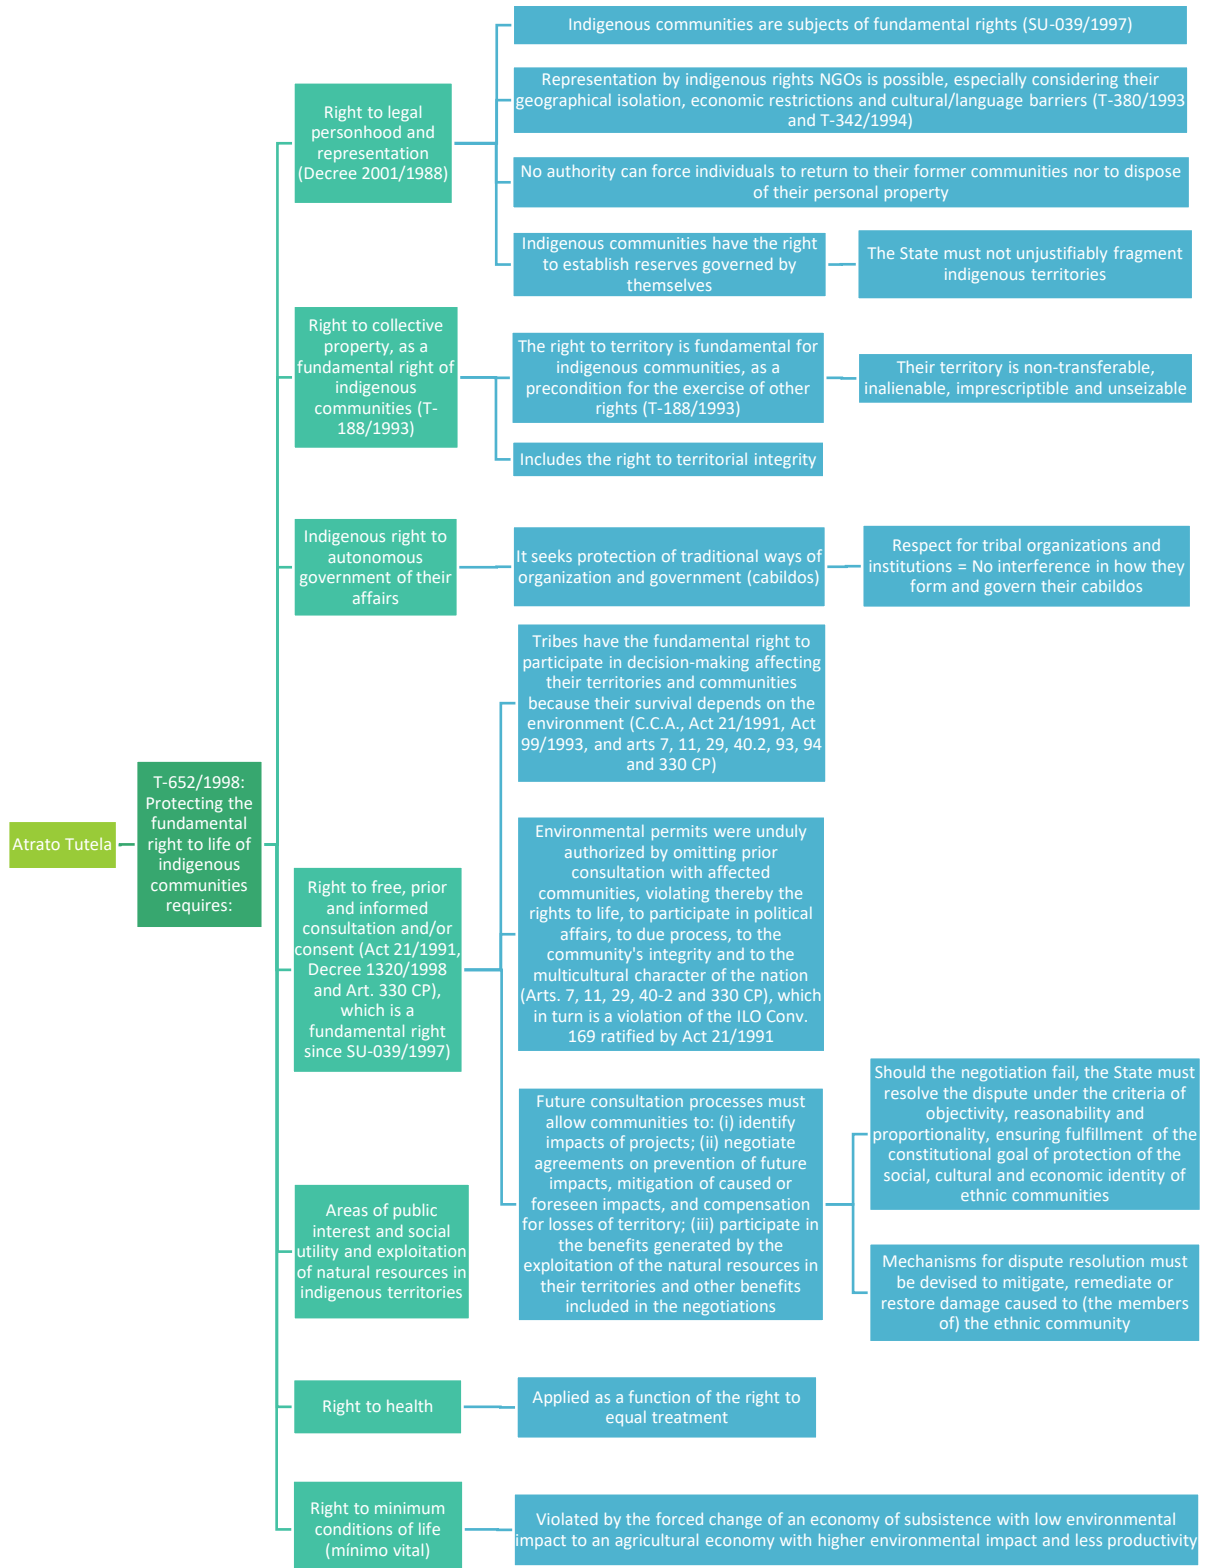 Atrato Tutela
T-652/1998:
Protecting the
fundamental
right to life of
indigenous
communities
requires:
Right to legal
personhood and
representation
(Decree 2001/1988)
Indigenous communities are subjects of fundamental rights (SU-039/1997)
Representation by indigenous rights NGOs is possible, especially considering their
geographical isolation, economic restrictions and cultural/language barriers (T-380/1993
and T-342/1994)
No authority can force individuals to return to their former communities nor to dispose
of their personal property
Indigenous communities have the right
to establish reserves governed by
themselves
The State must not unjustifiably fragment
indigenous territories
Right to collective
property, as a
fundamental right of
indigenous
communities (T-
188/1993)
The right to territory is fundamental for
indigenous communities, as a
precondition for the exercise of other
rights (T-188/1993)
Their territory is non-transferable,
inalienable, imprescriptible and unseizable
Includes the right to territorial integrity
Indigenous right to
autonomous
government of their
affairs
It seeks protection of traditional ways of
organization and government (cabildos)
Respect for tribal organizations and
institutions = No interference in how they
form and govern their cabildos
Right to free, prior
and informed
consultation and/or
consent (Act 21/1991,
Decree 1320/1998
and Art. 330 CP),
which is a
fundamental right
since SU-039/1997)
Tribes have the fundamental right to
participate in decision-making affecting
their territories and communities
because their survival depends on the
environment (C.C.A., Act 21/1991, Act
99/1993, and arts 7, 11, 29, 40.2, 93, 94
and 330 CP)
Environmental permits were unduly
authorized by omitting prior
consultation with affected
communities, violating thereby the
rights to life, to participate in political
affairs, to due process, to the
community's integrity and to the
multicultural character of the nation
(Arts. 7, 11, 29, 40-2 and 330 CP), which
in turn is a violation of the ILO Conv.
169 ratified by Act 21/1991
Future consultation processes must
allow communities to: (i) identify
impacts of projects; (ii) negotiate
agreements on prevention of future
impacts, mitigation of caused or
foreseen impacts, and compensation
for losses of territory; (iii) participate in
the benefits generated by the
exploitation of the natural resources in
their territories and other benefits
included in the negotiations
Should the negotiation fail, the State must
resolve the dispute under the criteria of
objectivity, reasonability and
proportionality, ensuring fulfillment of the
constitutional goal of protection of the
social, cultural and economic identity of
ethnic communities
Mechanisms for dispute resolution must
be devised to mitigate, remediate or
restore damage caused to (the members
of) the ethnic community
Areas of public
interest and social
utility and exploitation
of natural resources in
indigenous territories
Right to health
Applied as a function of the right to
equal treatment
Right to minimum
conditions of life
(mínimo vital)
Violated by the forced change of an economy of subsistence with low environmental
impact to an agricultural economy with higher environmental impact and less productivity